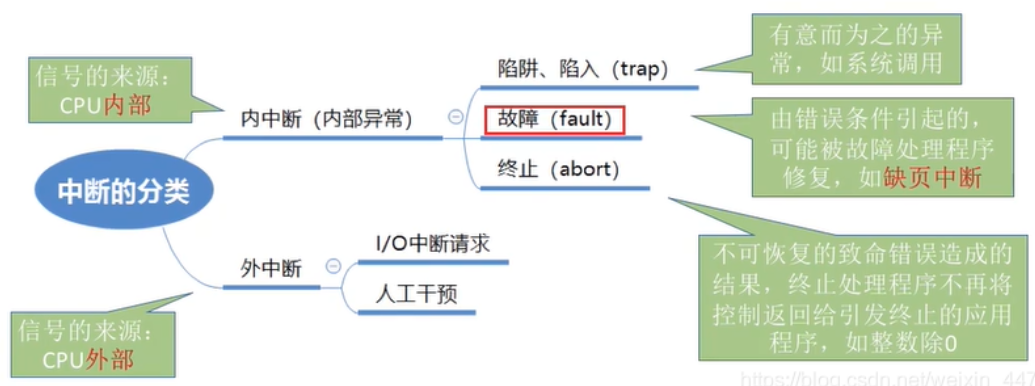 有意而为之的异
常，如系统调用
陷阱、陷入（trap）
信号的来源：
CPU内部
内中断（内部异常）
故障（fault）
由错误条件引起的，
可能被故障处理程序
修复，如缺页中断
终止（abort）
中断的分类
I/O中断请求
外中断
人工干预
不可恢复的致命错误造成的
结果，终止处理程序不再将
控制返回给引发终止的应用
程序，如整数除0
信号的来源：
CPU外部
https://blog.csdn.net/weixin_447